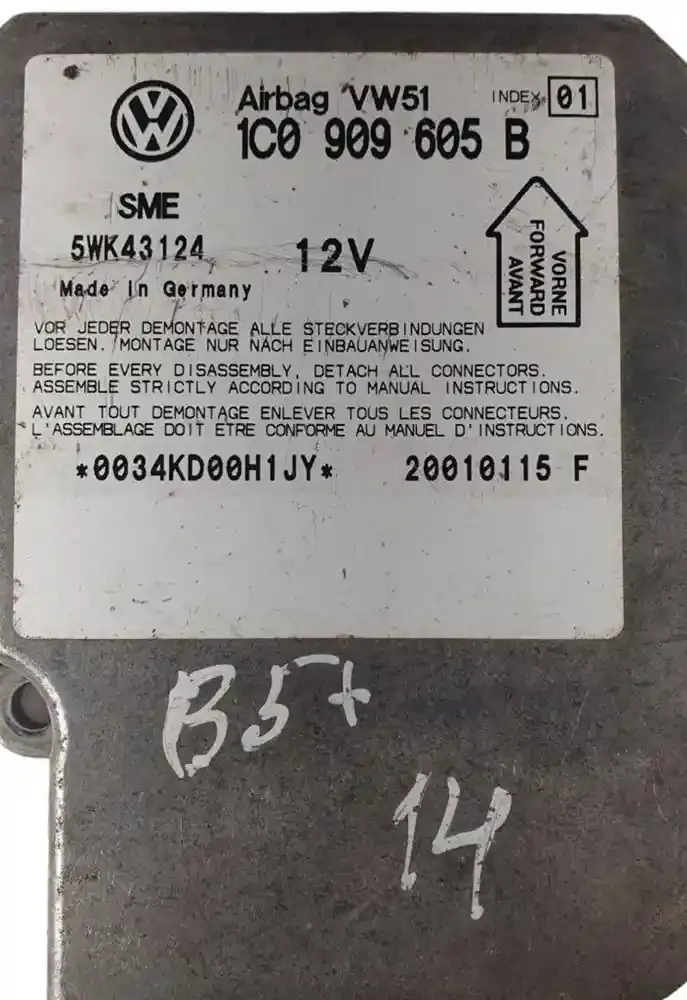 Airbag VW51 INDEX 01
1C0 909 605 B
SME
5WK43124 12V
Made in Germany
VORNE
FORWARD
AVANT
VOR JEDER DEMONTAGE ALLE STECKVERBINDUNGEN
LOESEN. MONTAGE NUR NACH EINBAUANWEISUNG.
BEFORE EVERY DISASSEMBLY, DETACH ALL CONNECTORS.
ASSEMBLE STRICTLY ACCORDING TO MANUAL INSTRUCTIONS.
AVANT TOUT DEMONTAGE ENLEVER TOUS LES CONNECTEURS.
L'ASSEMBLAGE DOIT ETRE CONFORME AU MANUEL D'INSTRUCTIONS.
*0034KD00H1JY* 20010115 F
B5+
14